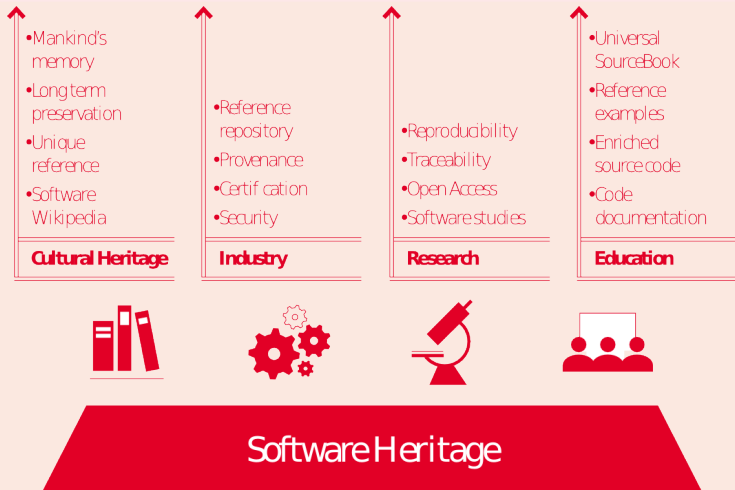 •Mankind's
memory
•Long term
preservation
•Unique
reference
•Software
Wikipedia
Cultural Heritage
•Reference
repository
•Provenance
•Certif cation
•Security
Industry
•Reproducibility
•Traceability
•Open Access
•Software studies
Research
•Universal
SourceBook
•Reference
examples
•Enriched
source code
•Code
documentation
Education
Software Heritage